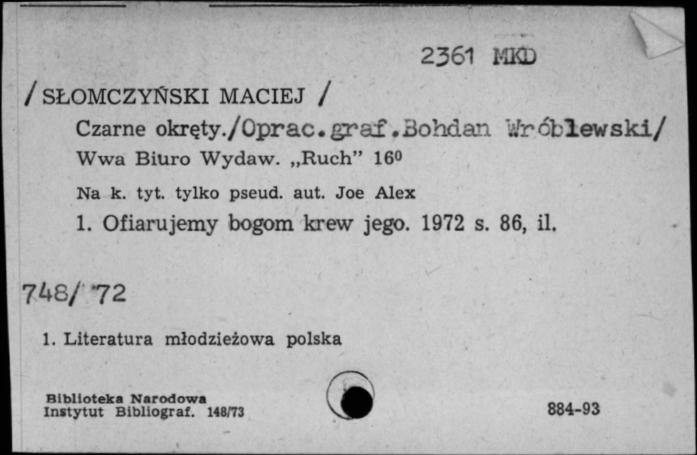 2361 MKD
/ SŁOMCZYŃSKI MACIEJ /
Czarne okręty./Oprac.graf.Bohdan Wróblewski/
Wwa Biuro Wydaw. „Ruch” 16⁰
Na k. tyt. tylko pseud. aut. Joe Alex
1. Ofiarujemy bogom krew jego. 1972 s. 86, il.
748/ '72
1. Literatura młodzieżowa polska
Biblioteka Narodowa
Instytut Bibliograf. 148/73
884-93